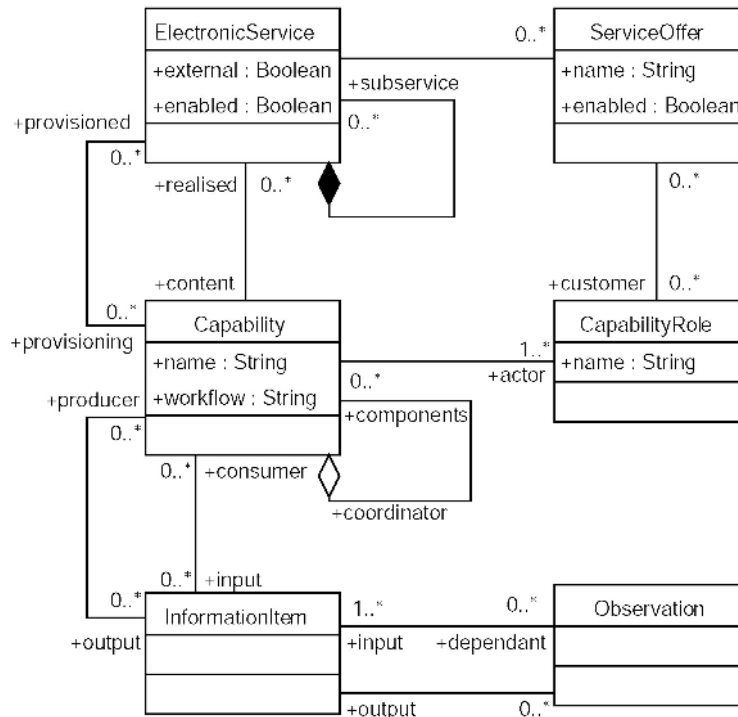 ElectronicService
+external : Boolean
+enabled : Boolean
0..*
ServiceOffer
+name : String
+enabled : Boolean
+subservice
0..*
+provisioned
0..*
+realised
0..*
0..*
+content
+customer
0..*
0..*
+provisioning
Capability
+name : String
+workflow : String
CapabilityRole
+name : String
1..*
+actor
0..*
+components
+producer
0..*
0..*
+consumer
+coordinator
0..*
+output
0..*
+input
InformationItem
1..*
+input
0..*
+dependant
Observation
+output
0..*